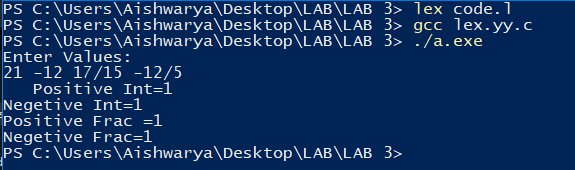 PS C:\Users\Aishwarya\Desktop\LAB\LAB 3> lex code.l
PS C:\Users\Aishwarya\Desktop\LAB\LAB 3> gcc lex.yy.c
PS C:\Users\Aishwarya\Desktop\LAB\LAB 3> ./a.exe
Enter Values:
21 -12 17/15 -12/5
   Positive Int=1
Negetive Int=1
Positive Frac =1
Negetive Frac=1
PS C:\Users\Aishwarya\Desktop\LAB\LAB 3>